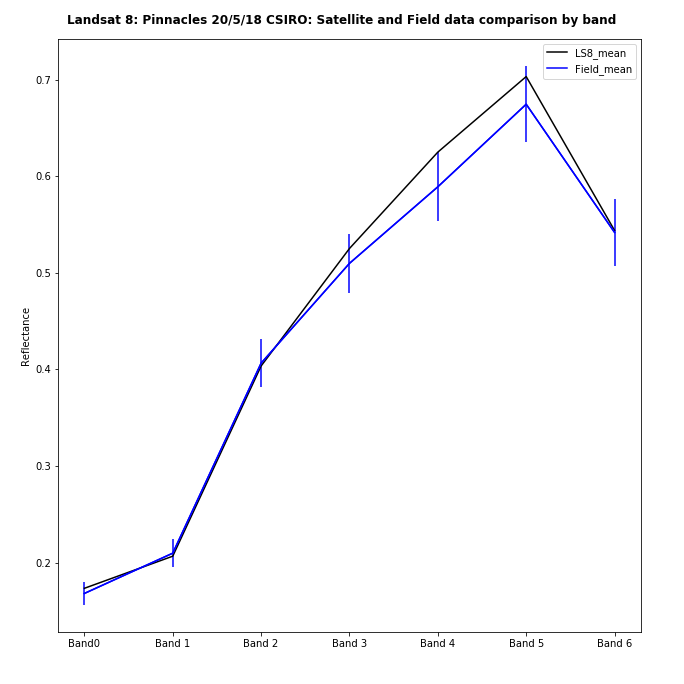 Landsat 8: Pinnacles 20/5/18 CSIRO: Satellite and Field data comparison by band
LS8_mean
Field_mean
0.7
0.6
0.5
0.4
0.3
0.2
Reflectance
Band0 Band 1 Band 2 Band 3 Band 4 Band 5 Band 6